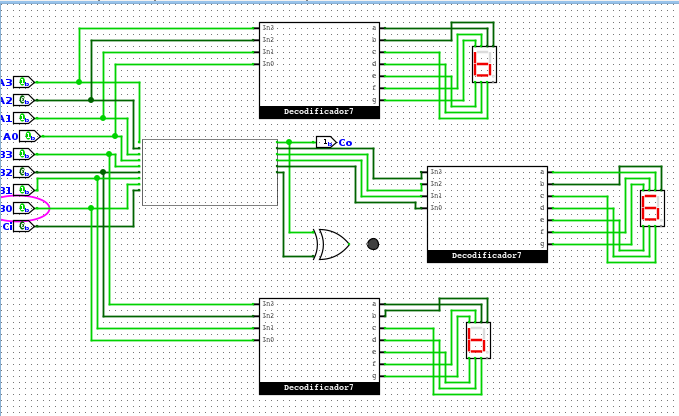 In3 a
In2 b
In1 c
In0 d
e
f
g
Decodificador7
A3
A2
A1
A0
B3
B2
B1
B0
Ci
1b Co
In3 a
In2 b
In1 c
In0 d
e
f
g
Decodificador7
In3 a
In2 b
In1 c
In0 d
e
f
g
Decodificador7